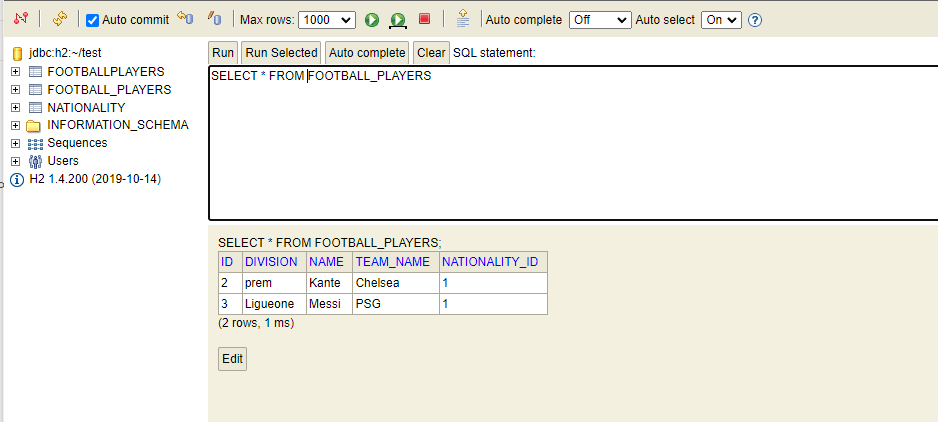 Auto commit Max rows: 1000 Auto complete Off Auto select On ?
jdbc:h2:~/test
FOOTBALLPLAYERS
FOOTBALL_PLAYERS
NATIONALITY
INFORMATION_SCHEMA
Sequences
Users
H2 1.4.200 (2019-10-14)
Run Run Selected Auto complete Clear SQL statement:
SELECT * FROM FOOTBALL_PLAYERS
SELECT * FROM FOOTBALL_PLAYERS;
ID DIVISION NAME TEAM_NAME NATIONALITY_ID
2 prem Kante Chelsea 1
3 Ligueone Messi PSG 1
(2 rows, 1 ms)
Edit